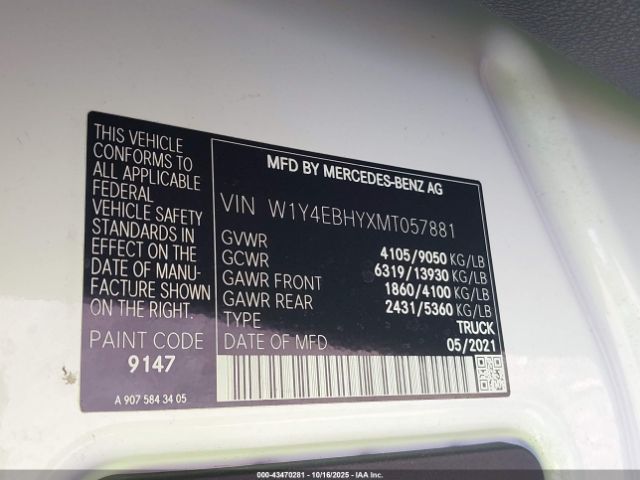 THIS VEHICLE
CONFORMS TO
ALL APPLICABLE
FEDERAL
VEHICLE SAFETY
STANDARDS IN
EFFECT ON THE
DATE OF MANU-
FACTURE SHOWN
ON THE RIGHT.
PAINT CODE
9147
A 907 584 34 05
MFD BY MERCEDES-BENZ AG
VIN W1Y4EBHYXMT057881
GVWR 4105/9050 KG/LB
GCWR 6319/13930 KG/LB
GAWR FRONT 1860/4100 KG/LB
GAWR REAR 2431/5360 KG/LB
TYPE TRUCK
DATE OF MFD 05/2021
000-43470281 - 10/16/2025 - IAAI.COM